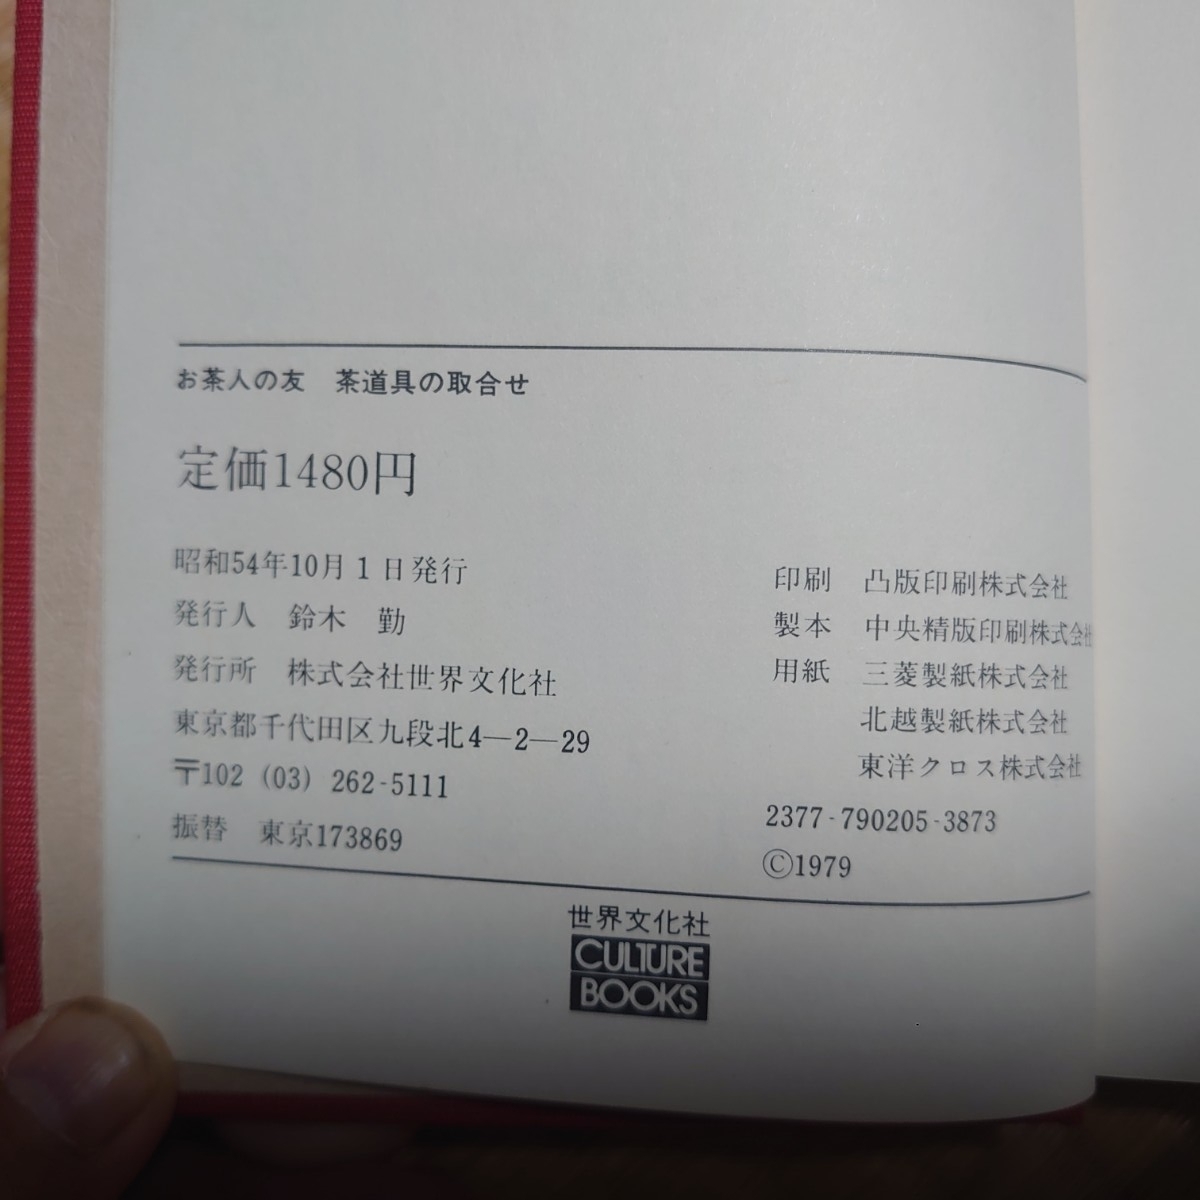 お茶人の友　茶道具の取合せ
定価1480円
昭和54年10月1日発行
発行人　鈴木　勤
発行所　株式会社世界文化社
東京都千代田区九段北4―2―29
〒102 (03) 262-5111
振替　東京173869
印刷　凸版印刷株式会社
製本　中央精版印刷株式会社
用紙　三菱製紙株式会社
北越製紙株式会社
東洋クロス株式会社
2377-790205-3873
©1979
世界文化社
CULTURE
BOOKS